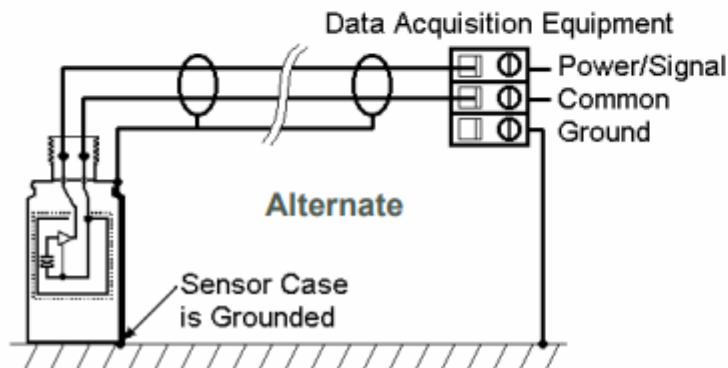 Data Acquisition Equipment
Power/Signal
Common
Ground
Alternate
Sensor Case
is Grounded